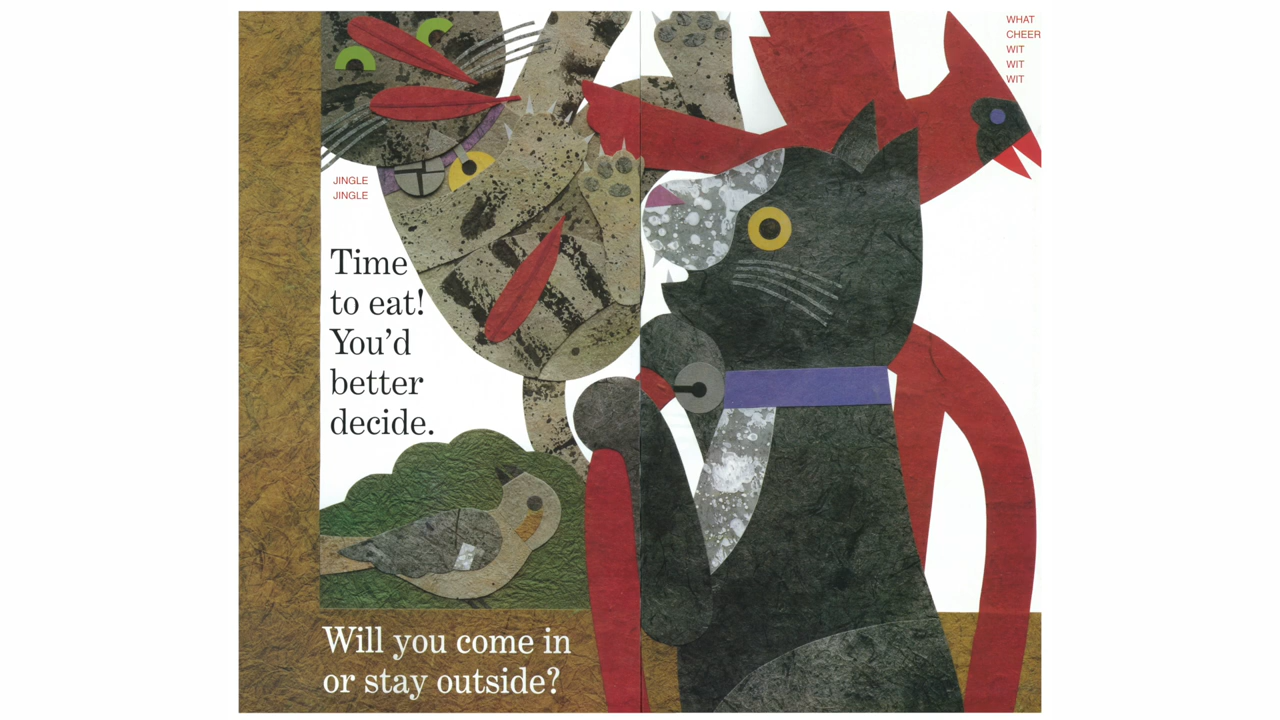 WHAT
CHEER
WIT
WIT
WIT
JINGLE
JINGLE
Time
to eat!
You'd
better
decide.
Will you come in
or stay outside?